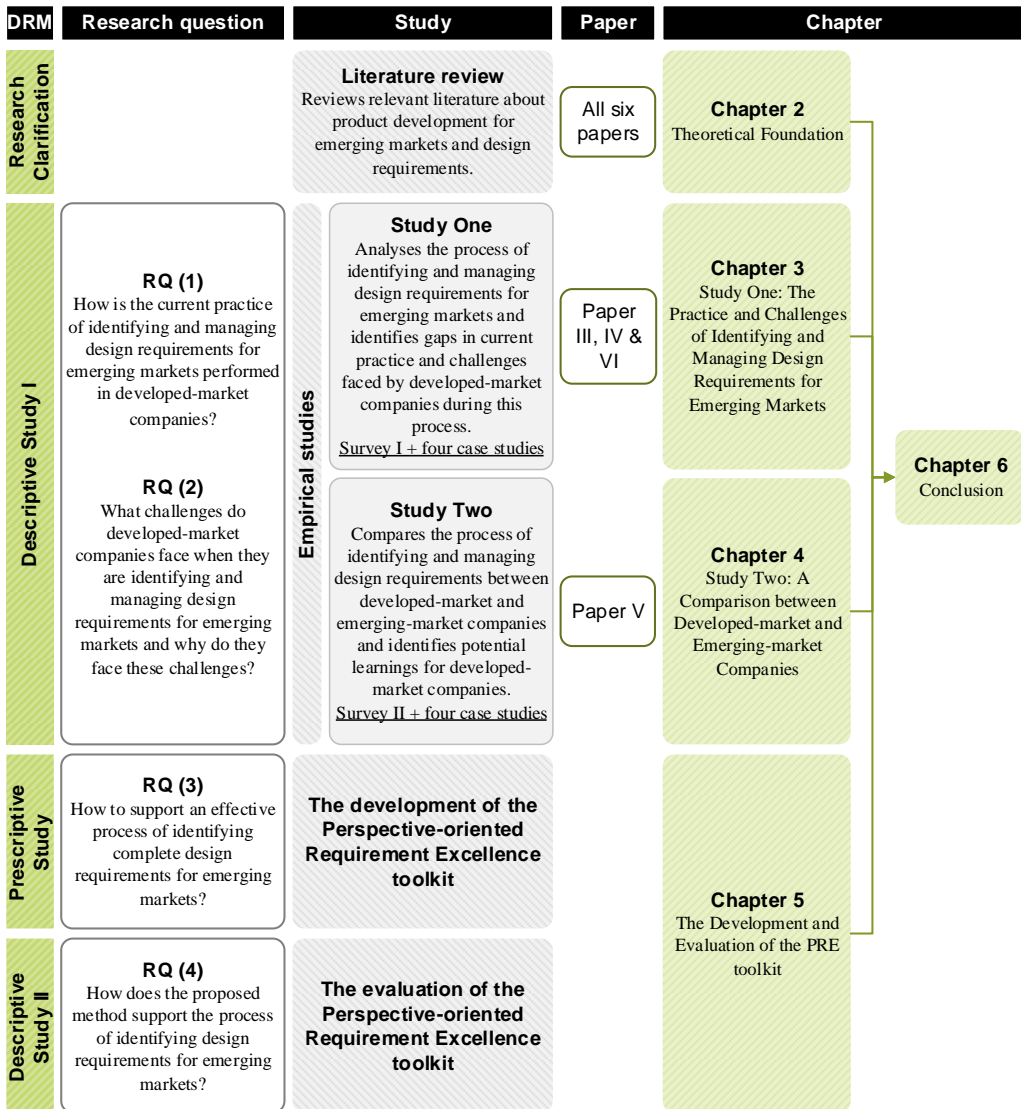 DRM
Research question
Study
Paper
Chapter
Research
Clarification
Literature review
Reviews relevant literature about
product development for
emerging markets and design
requirements.
All six
papers
Chapter 2
Theoretical Foundation
Descriptive Study I
RQ (1)
How is the current practice
of identifying and managing
design requirements for
emerging markets performed
in developed-market
companies?
RQ (2)
What challenges do
developed-market
companies face when they
are identifying and
managing design
requirements for emerging
markets and why do they
face these challenges?
Empirical studies
Study One
Analyses the process of
identifying and managing
design requirements for
emerging markets and
identifies gaps in current
practice and challenges
faced by developed-market
companies during this
process.
Survey I + four case studies
Paper
III, IV &
VI
Chapter 3
Study One: The
Practice and Challenges
of Identifying and
Managing Design
Requirements for
Emerging Markets
Study Two
Compares the process of
identifying and managing
design requirements between
developed-market and
emerging-market companies
and identifies potential
learnings for developed-
market companies.
Survey II + four case studies
Paper V
Chapter 4
Study Two: A
Comparison between
Developed-market and
Emerging-market
Companies
Chapter 6
Conclusion
Prescriptive
Study
RQ (3)
How to support an effective
process of identifying
complete design
requirements for emerging
markets?
The development of the
Perspective-oriented
Requirement Excellence
toolkit
Chapter 5
The Development and
Evaluation of the PRE
toolkit
Descriptive
Study II
RQ (4)
How does the proposed
method support the process
of identifying design
requirements for emerging
markets?
The evaluation of the
Perspective-oriented
Requirement Excellence
toolkit